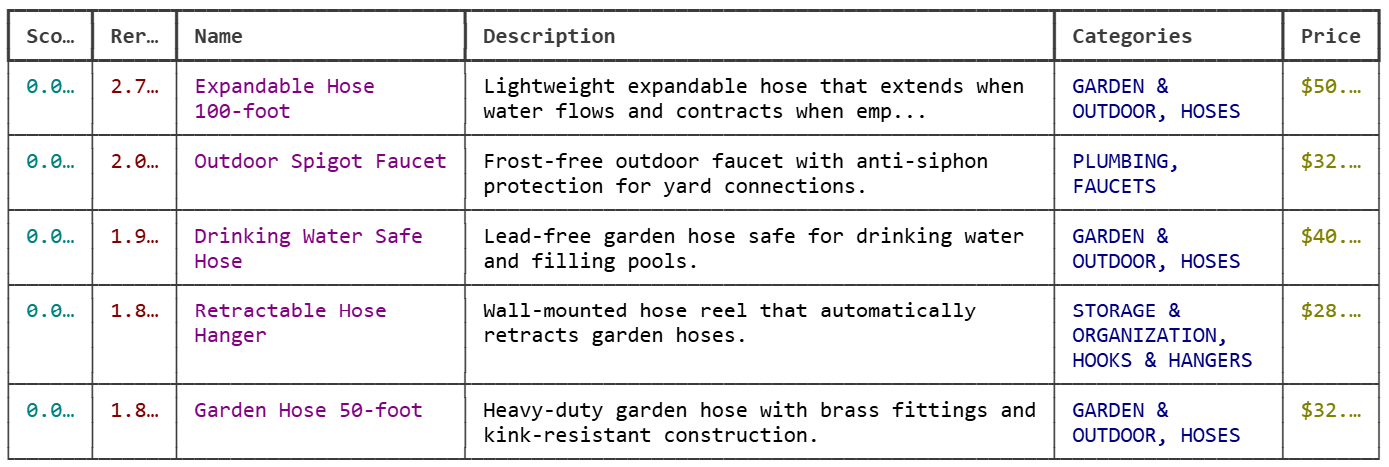 Sco… Rer… Name Description Categories Price
0.0… 2.7… Expandable Hose Lightweight expandable hose that extends when GARDEN & $50.…
100-foot water flows and contracts when emp... OUTDOOR, HOSES
0.0… 2.0… Outdoor Spigot Faucet Frost-free outdoor faucet with anti-siphon PLUMBING, $32.…
protection for yard connections. FAUCETS
0.0… 1.9… Drinking Water Safe Lead-free garden hose safe for drinking water GARDEN & $40.…
Hose and filling pools. OUTDOOR, HOSES
0.0… 1.8… Retractable Hose Wall-mounted hose reel that automatically STORAGE & $28.…
Hanger retracts garden hoses. ORGANIZATION,
HOOKS & HANGERS
0.0… 1.8… Garden Hose 50-foot Heavy-duty garden hose with brass fittings and GARDEN & $32.…
kink-resistant construction. OUTDOOR, HOSES